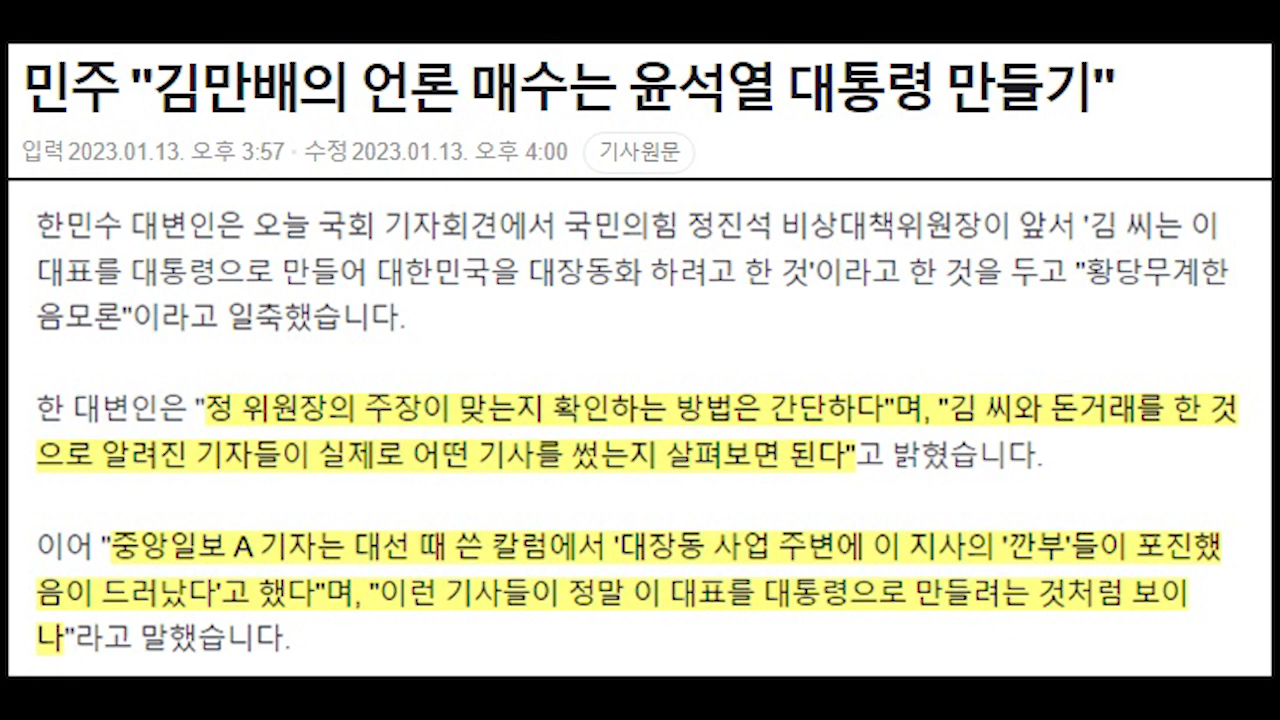 민주 "김만배의 언론 매수는 윤석열 대통령 만들기"
입력 2023.01.13. 오후 3:57 · 수정 2023.01.13. 오후 4:00 기사원문
한민수 대변인은 오늘 국회 기자회견에서 국민의힘 정진석 비상대책위원장이 앞서 '김 씨는 이
대표를 대통령으로 만들어 대한민국을 대장동화 하려고 한 것'이라고 한 것을 두고 "황당무계한
음모론"이라고 일축했습니다.
한 대변인은 "정 위원장의 주장이 맞는지 확인하는 방법은 간단하다"며, "김 씨와 돈거래를 한 것
으로 알려진 기자들이 실제로 어떤 기사를 썼는지 살펴보면 된다"고 밝혔습니다.
이어 "중앙일보 A 기자는 대선 때 쓴 칼럼에서 '대장동 사업 주변에 이 지사의 '깐부'들이 포진했
음이 드러났다'고 했다"며, "이런 기사들이 정말 이 대표를 대통령으로 만들려는 것처럼 보이
나"라고 말했습니다.